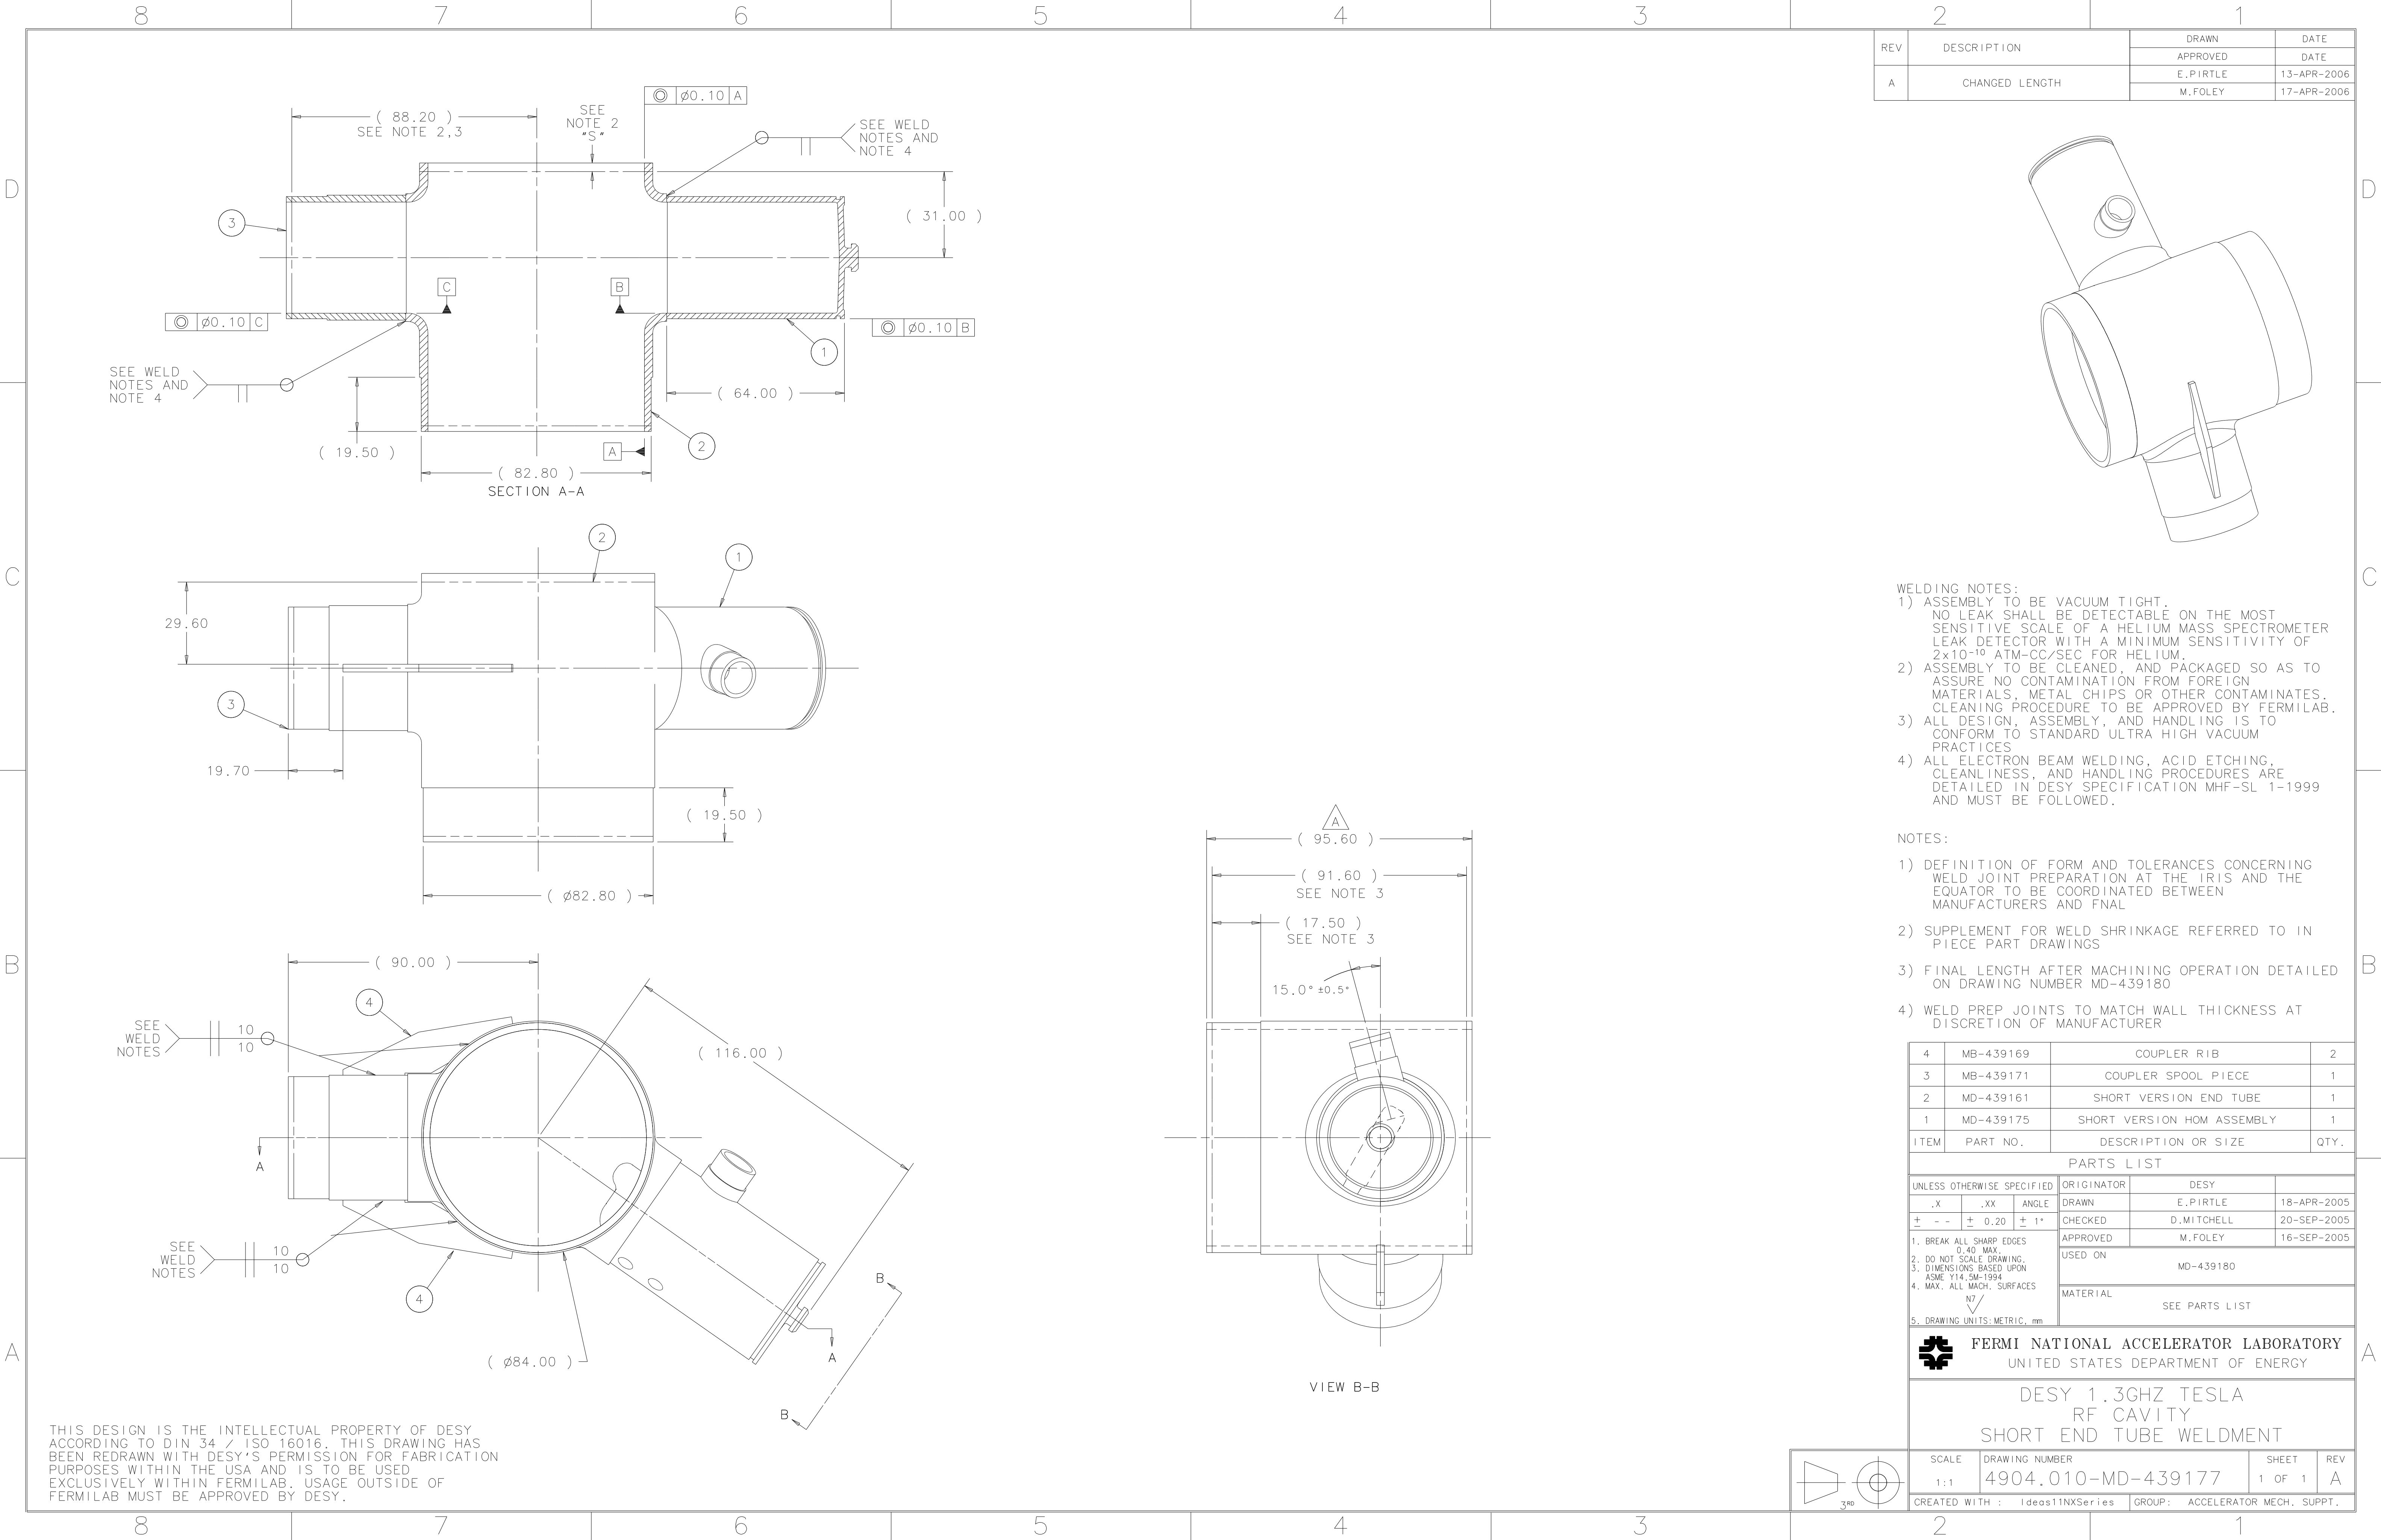 8 7 6 5 4 3 2 1
D
C
B
A
REV DESCRIPTION DRAWN DATE
APPROVED DATE
A CHANGED LENGTH E.PIRTLE 13-APR-2006
M.FOLEY 17-APR-2006
( 88.20 )
SEE NOTE 2,3
SEE
NOTE 2
"S"
⌀0.10 A
SEE WELD
NOTES AND
NOTE 4
( 31.00 )
3
C
B
⌀0.10 C
⌀0.10 B
1
SEE WELD
NOTES AND
NOTE 4
( 64.00 )
( 19.50 )
A
2
( 82.80 )
SECTION A-A
2
1
29.60
3
19.70
( 19.50 )
( ⌀82.80 )
( 90.00 )
4
SEE
WELD
NOTES
10
10
( 116.00 )
A
SEE
WELD
NOTES
10
10
4
B
A
( ⌀84.00 )
B
A
( 95.60 )
( 91.60 )
SEE NOTE 3
( 17.50 )
SEE NOTE 3
15.0° ±0.5°
VIEW B-B
WELDING NOTES:
1) ASSEMBLY TO BE VACUUM TIGHT.
NO LEAK SHALL BE DETECTABLE ON THE MOST
SENSITIVE SCALE OF A HELIUM MASS SPECTROMETER
LEAK DETECTOR WITH A MINIMUM SENSITIVITY OF
2x10⁻¹⁰ ATM-CC/SEC FOR HELIUM.
2) ASSEMBLY TO BE CLEANED, AND PACKAGED SO AS TO
ASSURE NO CONTAMINATION FROM FOREIGN
MATERIALS, METAL CHIPS OR OTHER CONTAMINATES.
CLEANING PROCEDURE TO BE APPROVED BY FERMILAB.
3) ALL DESIGN, ASSEMBLY, AND HANDLING IS TO
CONFORM TO STANDARD ULTRA HIGH VACUUM
PRACTICES
4) ALL ELECTRON BEAM WELDING, ACID ETCHING,
CLEANLINESS, AND HANDLING PROCEDURES ARE
DETAILED IN DESY SPECIFICATION MHF-SL 1-1999
AND MUST BE FOLLOWED.
NOTES:
1) DEFINITION OF FORM AND TOLERANCES CONCERNING
WELD JOINT PREPARATION AT THE IRIS AND THE
EQUATOR TO BE COORDINATED BETWEEN
MANUFACTURERS AND FNAL
2) SUPPLEMENT FOR WELD SHRINKAGE REFERRED TO IN
PIECE PART DRAWINGS
3) FINAL LENGTH AFTER MACHINING OPERATION DETAILED
ON DRAWING NUMBER MD-439180
4) WELD PREP JOINTS TO MATCH WALL THICKNESS AT
DISCRETION OF MANUFACTURER
4 MB-439169 COUPLER RIB 2
3 MB-439171 COUPLER SPOOL PIECE 1
2 MD-439161 SHORT VERSION END TUBE 1
1 MD-439175 SHORT VERSION HOM ASSEMBLY 1
ITEM PART NO. DESCRIPTION OR SIZE QTY.
PARTS LIST
UNLESS OTHERWISE SPECIFIED ORIGINATOR DESY
.X .XX ANGLE DRAWN E.PIRTLE 18-APR-2005
± - - ± 0.20 ± 1° CHECKED D.MITCHELL 20-SEP-2005
APPROVED M.FOLEY 16-SEP-2005
1. BREAK ALL SHARP EDGES
0.40 MAX.
2. DO NOT SCALE DRAWING.
3. DIMENSIONS BASED UPON
ASME Y14.5M-1994
4. MAX. ALL MACH. SURFACES
N7
5. DRAWING UNITS: METRIC, mm
USED ON
MD-439180
MATERIAL
SEE PARTS LIST
FERMI NATIONAL ACCELERATOR LABORATORY
UNITED STATES DEPARTMENT OF ENERGY
DESY 1.3GHZ TESLA
RF CAVITY
SHORT END TUBE WELDMENT
SCALE DRAWING NUMBER SHEET REV
1:1 4904.010-MD-439177 1 OF 1 A
CREATED WITH : Ideas11NXSeries GROUP: ACCELERATOR MECH. SUPPT.
3RD
THIS DESIGN IS THE INTELLECTUAL PROPERTY OF DESY
ACCORDING TO DIN 34 / ISO 16016. THIS DRAWING HAS
BEEN REDRAWN WITH DESY'S PERMISSION FOR FABRICATION
PURPOSES WITHIN THE USA AND IS TO BE USED
EXCLUSIVELY WITHIN FERMILAB. USAGE OUTSIDE OF
FERMILAB MUST BE APPROVED BY DESY.
D
C
B
A
8 7 6 5 4 3 2 1